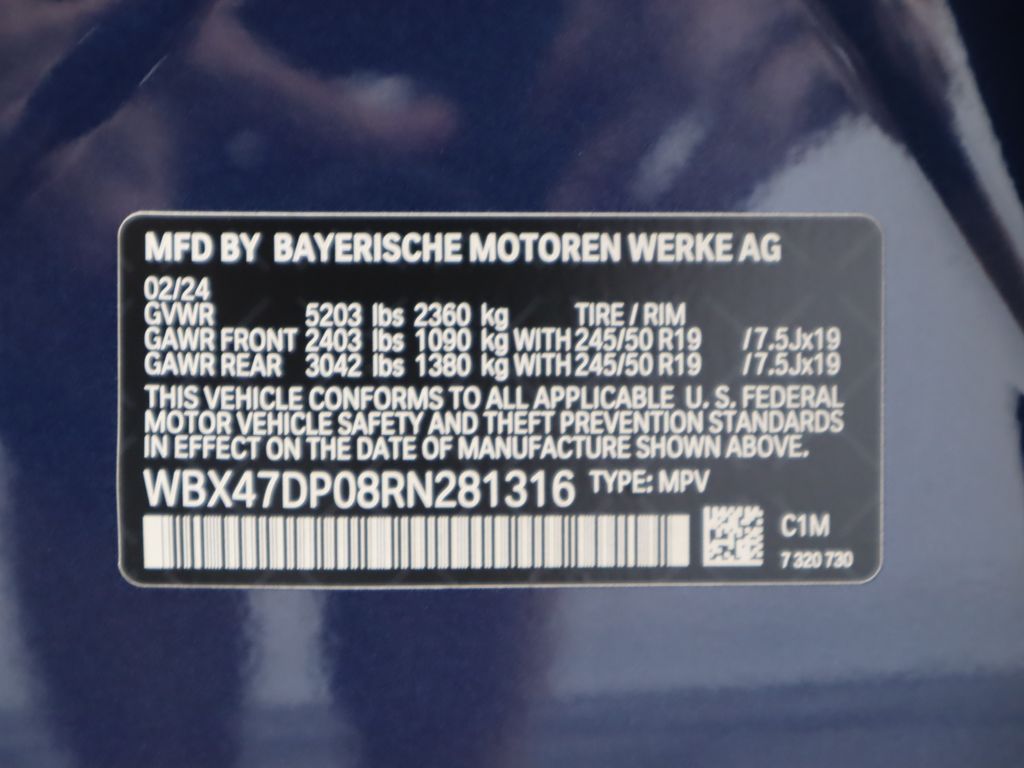 MFD BY BAYERISCHE MOTOREN WERKE AG
02/24
GVWR 5203 lbs 2360 kg TIRE / RIM
GAWR FRONT 2403 lbs 1090 kg WITH 245/50 R19 /7.5Jx19
GAWR REAR 3042 lbs 1380 kg WITH 245/50 R19 /7.5Jx19
THIS VEHICLE CONFORMS TO ALL APPLICABLE U. S. FEDERAL
MOTOR VEHICLE SAFETY AND THEFT PREVENTION STANDARDS
IN EFFECT ON THE DATE OF MANUFACTURE SHOWN ABOVE.
WBX47DP08RN281316 TYPE: MPV
C1M
7 320 730